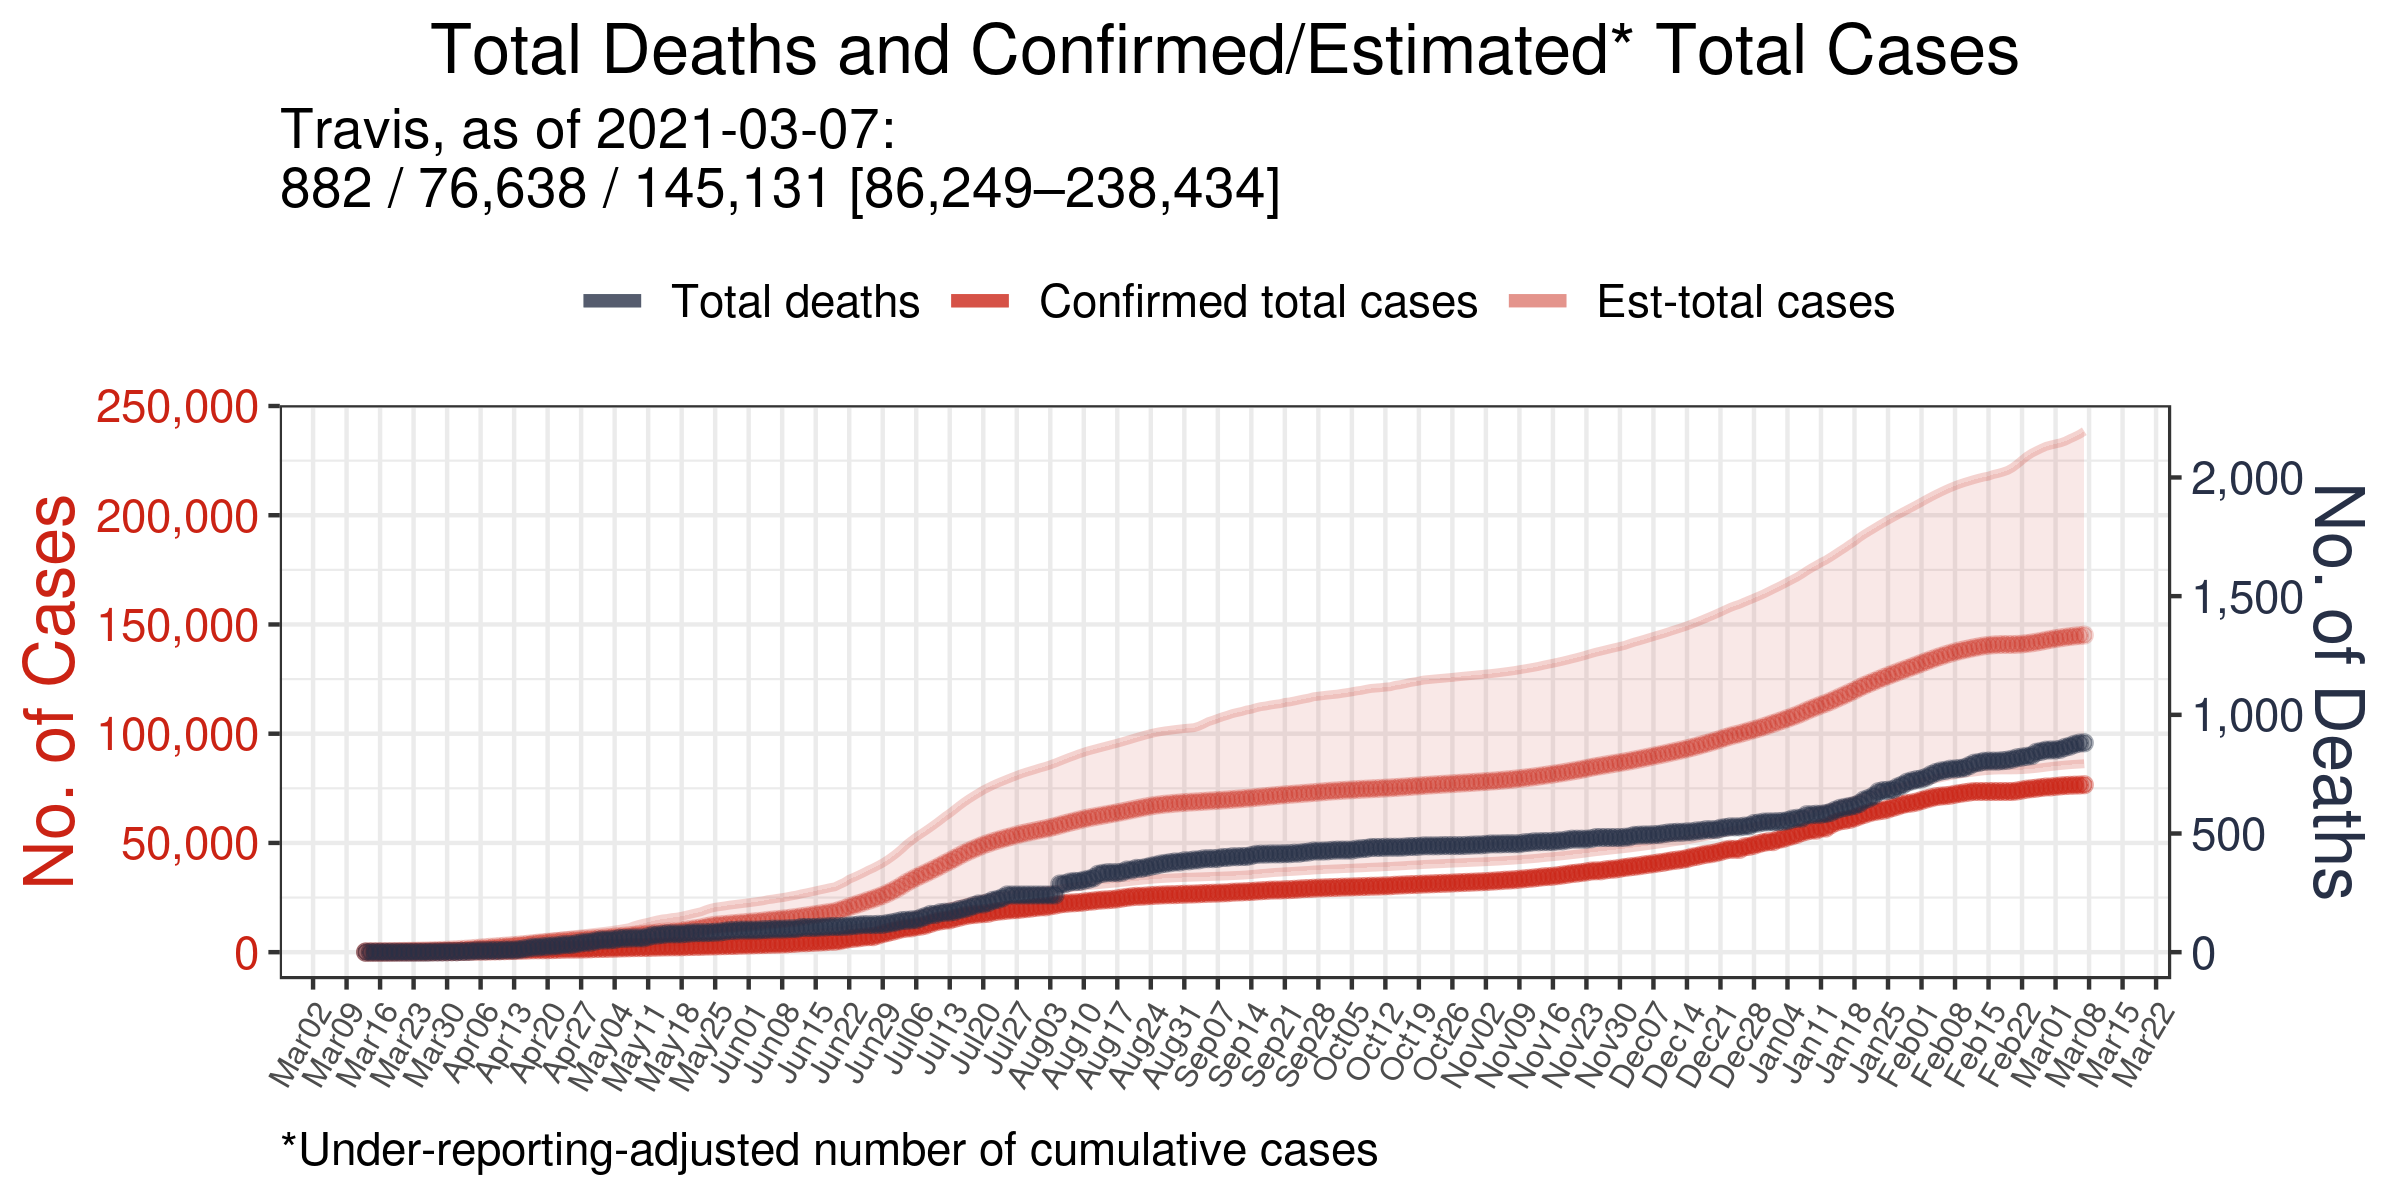 Total Deaths and Confirmed/Estimated* Total Cases
Travis, as of 2021-03-07:
882 / 76,638 / 145,131 [86,249–238,434]
Total deaths
Confirmed total cases
Est-total cases
No. of Cases
250,000
200,000
150,000
100,000
50,000
0
2,000
1,500
1,000
500
0
No. of Deaths
Mar02
Mar09
Mar16
Mar23
Mar30
Apr06
Apr13
Apr20
Apr27
May04
May11
May18
May25
Jun01
Jun08
Jun15
Jun22
Jun29
Jul06
Jul13
Jul20
Jul27
Aug03
Aug10
Aug17
Aug24
Aug31
Sep07
Sep14
Sep21
Sep28
Oct05
Oct12
Oct19
Oct26
Nov02
Nov09
Nov16
Nov23
Nov30
Dec07
Dec14
Dec21
Dec28
Jan04
Jan11
Jan18
Jan25
Feb01
Feb08
Feb15
Feb22
Mar01
Mar08
Mar15
Mar22
*Under-reporting-adjusted number of cumulative cases